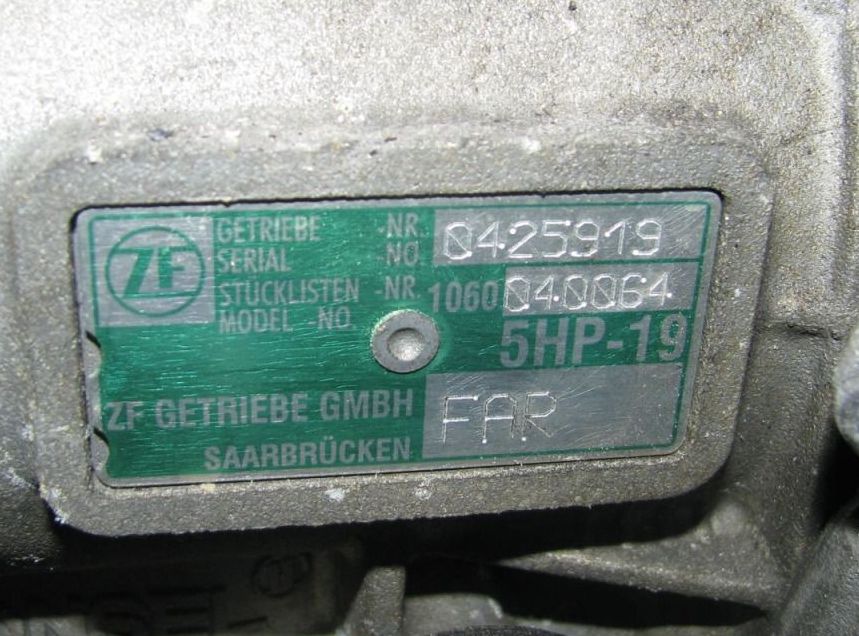 ZF
GETRIEBE -NR. 0425919
SERIAL NO.
STÜCKLISTEN -NR. 1060 040064
MODEL NO.
5HP-19
ZF GETRIEBE GMBH FAR
SAARBRÜCKEN